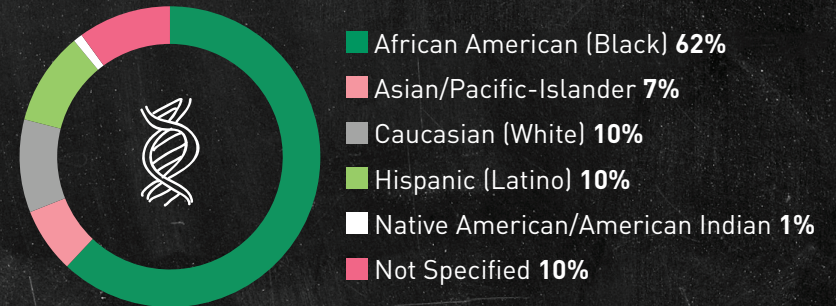 African American (Black) 62%
Asian/Pacific-Islander 7%
Caucasian (White) 10%
Hispanic (Latino) 10%
Native American/American Indian 1%
Not Specified 10%